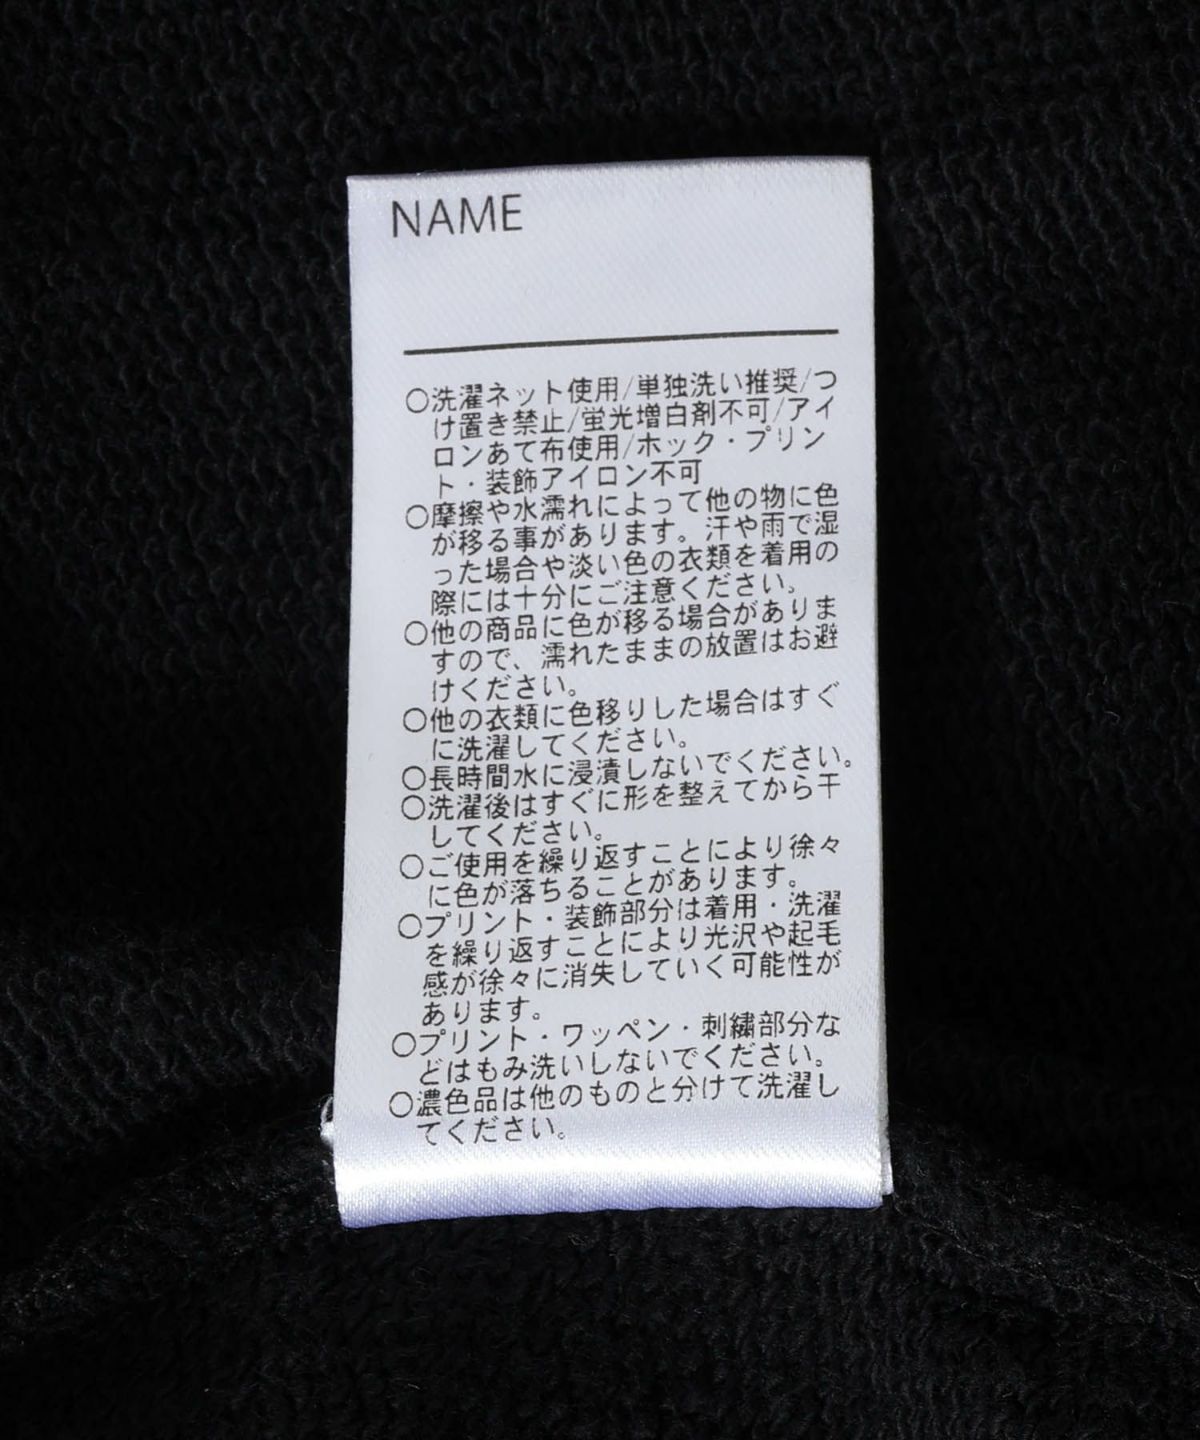 NAME
○洗濯ネット使用/単独洗い推奨/つ
け置き禁止/蛍光増白剤不可/アイ
ロンあて布使用/ホック・プリン
ト・装飾アイロン不可
○摩擦や水濡れによって他の物に色
が移る事があります。汗や雨で湿
った場合や淡い色の衣類を着用の
際には十分にご注意ください。
○他の商品に色が移る場合がありま
すので、濡れたままの放置はお避
けください。
○他の衣類に色移りした場合はすぐ
に洗濯してください。
○長時間水に浸漬しないでください。
○洗濯後はすぐに形を整えてから干
してください。
○ご使用を繰り返すことにより徐々
に色が落ちることがあります。
○プリント・装飾部分は着用・洗濯
を繰り返すことにより光沢や起毛
感が徐々に消失していく可能性が
あります。
○プリント・ワッペン・刺繍部分な
どはもみ洗いしないでください。
○濃色品は他のものと分けて洗濯し
てください。